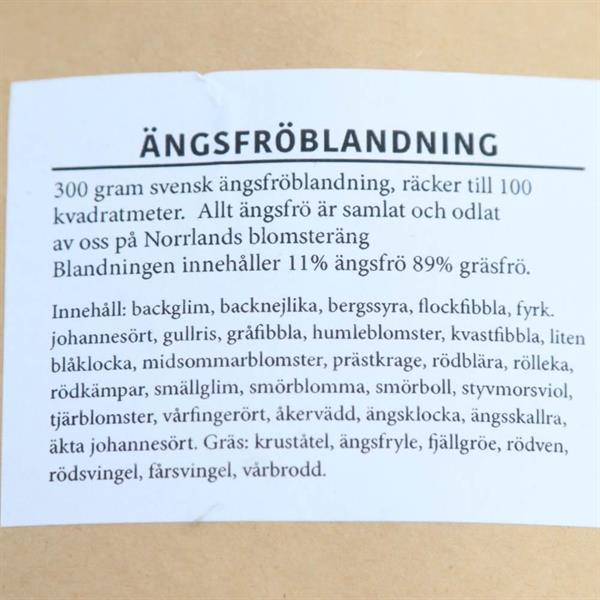 ÄNGSFRÖBLANDNING
300 gram svensk ängsfröblandning, räcker till 100
kvadratmeter. Allt ängsfrö är samlat och odlat
av oss på Norrlands blomsteräng
Blandningen innehåller 11% ängsfrö 89% gräsfrö.
Innehåll: backglim, backnejlika, bergssyra, flockfibbla, fyrk.
johannesört, gullris, gråfibbla, humleblomster, kvastfibbla, liten
blåklocka, midsommarblomster, prästkrage, rödblära, rölleka,
rödkämpar, smällglim, smörblomma, smörboll, styvmorsviol,
tjärblomster, vårfingerört, åkervädd, ängsklocka, ängsskallra,
äkta johannesört. Gräs: kruståtel, ängsfryle, fjällgröe, rödven,
rödsvingel, fårsvingel, vårbrodd.